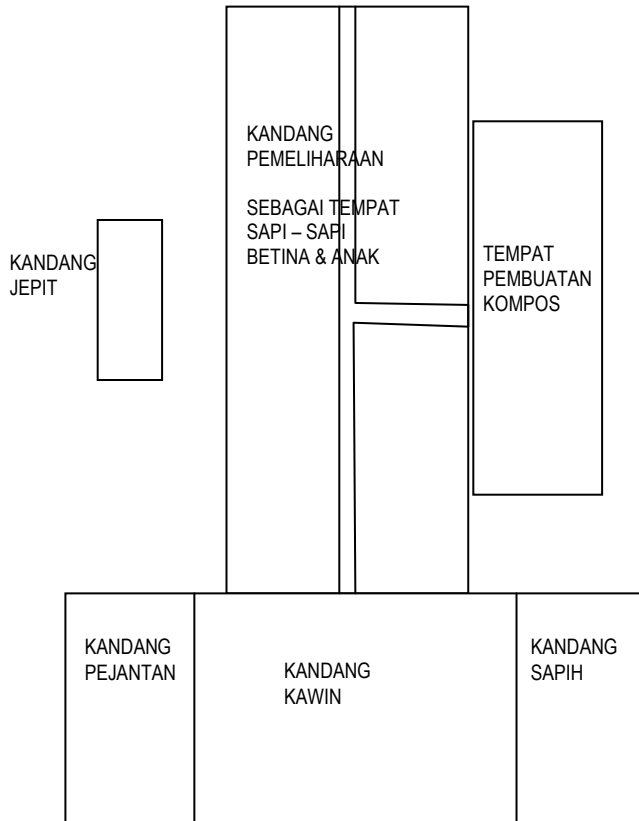 KANDANG
PEMELIHARAAN
SEBAGAI TEMPAT
SAPI – SAPI
BETINA & ANAK
KANDANG
JEPIT
TEMPAT
PEMBUATAN
KOMPOS
KANDANG
PEJANTAN
KANDANG
KAWIN
KANDANG
SAPIH